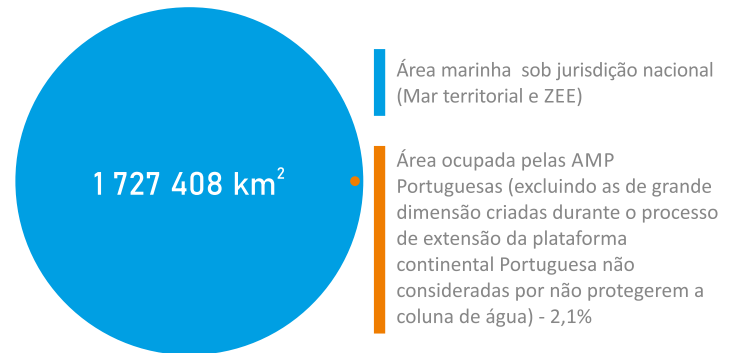 1 727 408 km²
Área marinha sob jurisdição nacional
(Mar territorial e ZEE)
Área ocupada pelas AMP
Portuguesas (excluindo as de grande
dimensão criadas durante o processo
de extensão da plataforma
continental Portuguesa não
consideradas por não protegerem a
coluna de água) - 2,1%